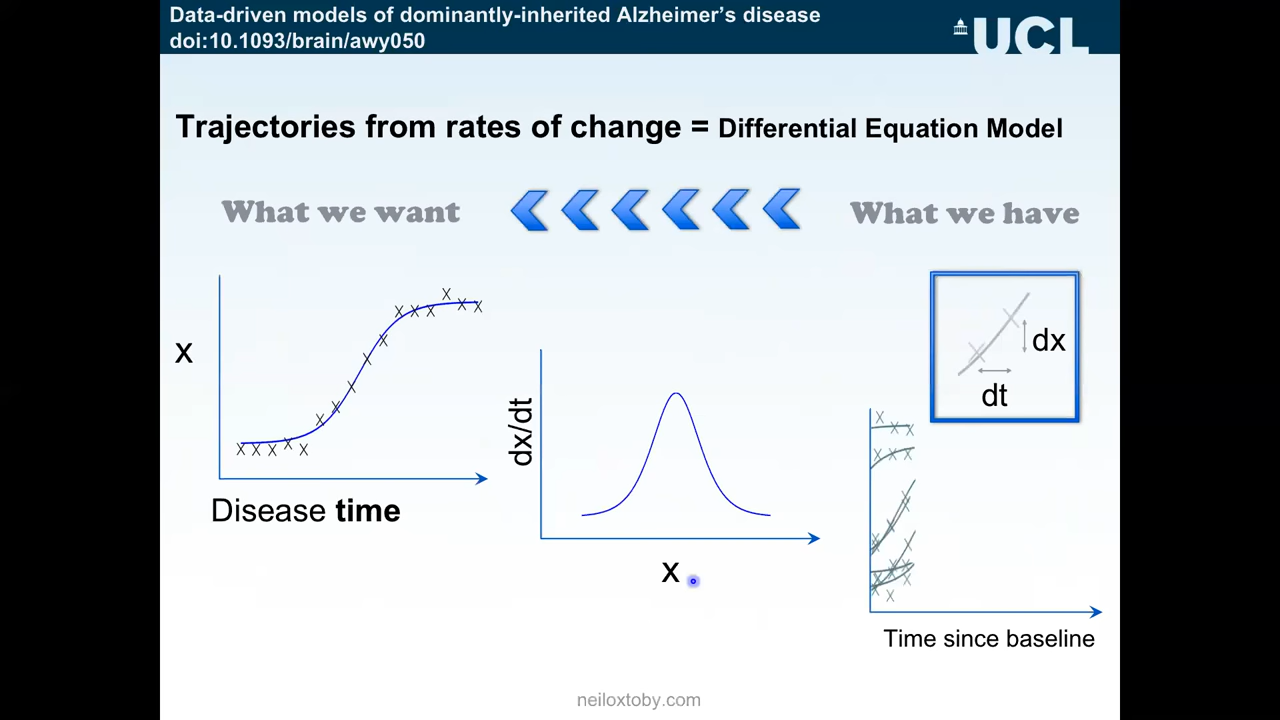 Data-driven models of dominantly-inherited Alzheimer's disease
doi:10.1093/brain/awy050
UCL
Trajectories from rates of change = Differential Equation Model
What we want
What we have
x
Disease time
dx/dt
x
dx
dt
Time since baseline
neiloxtoby.com